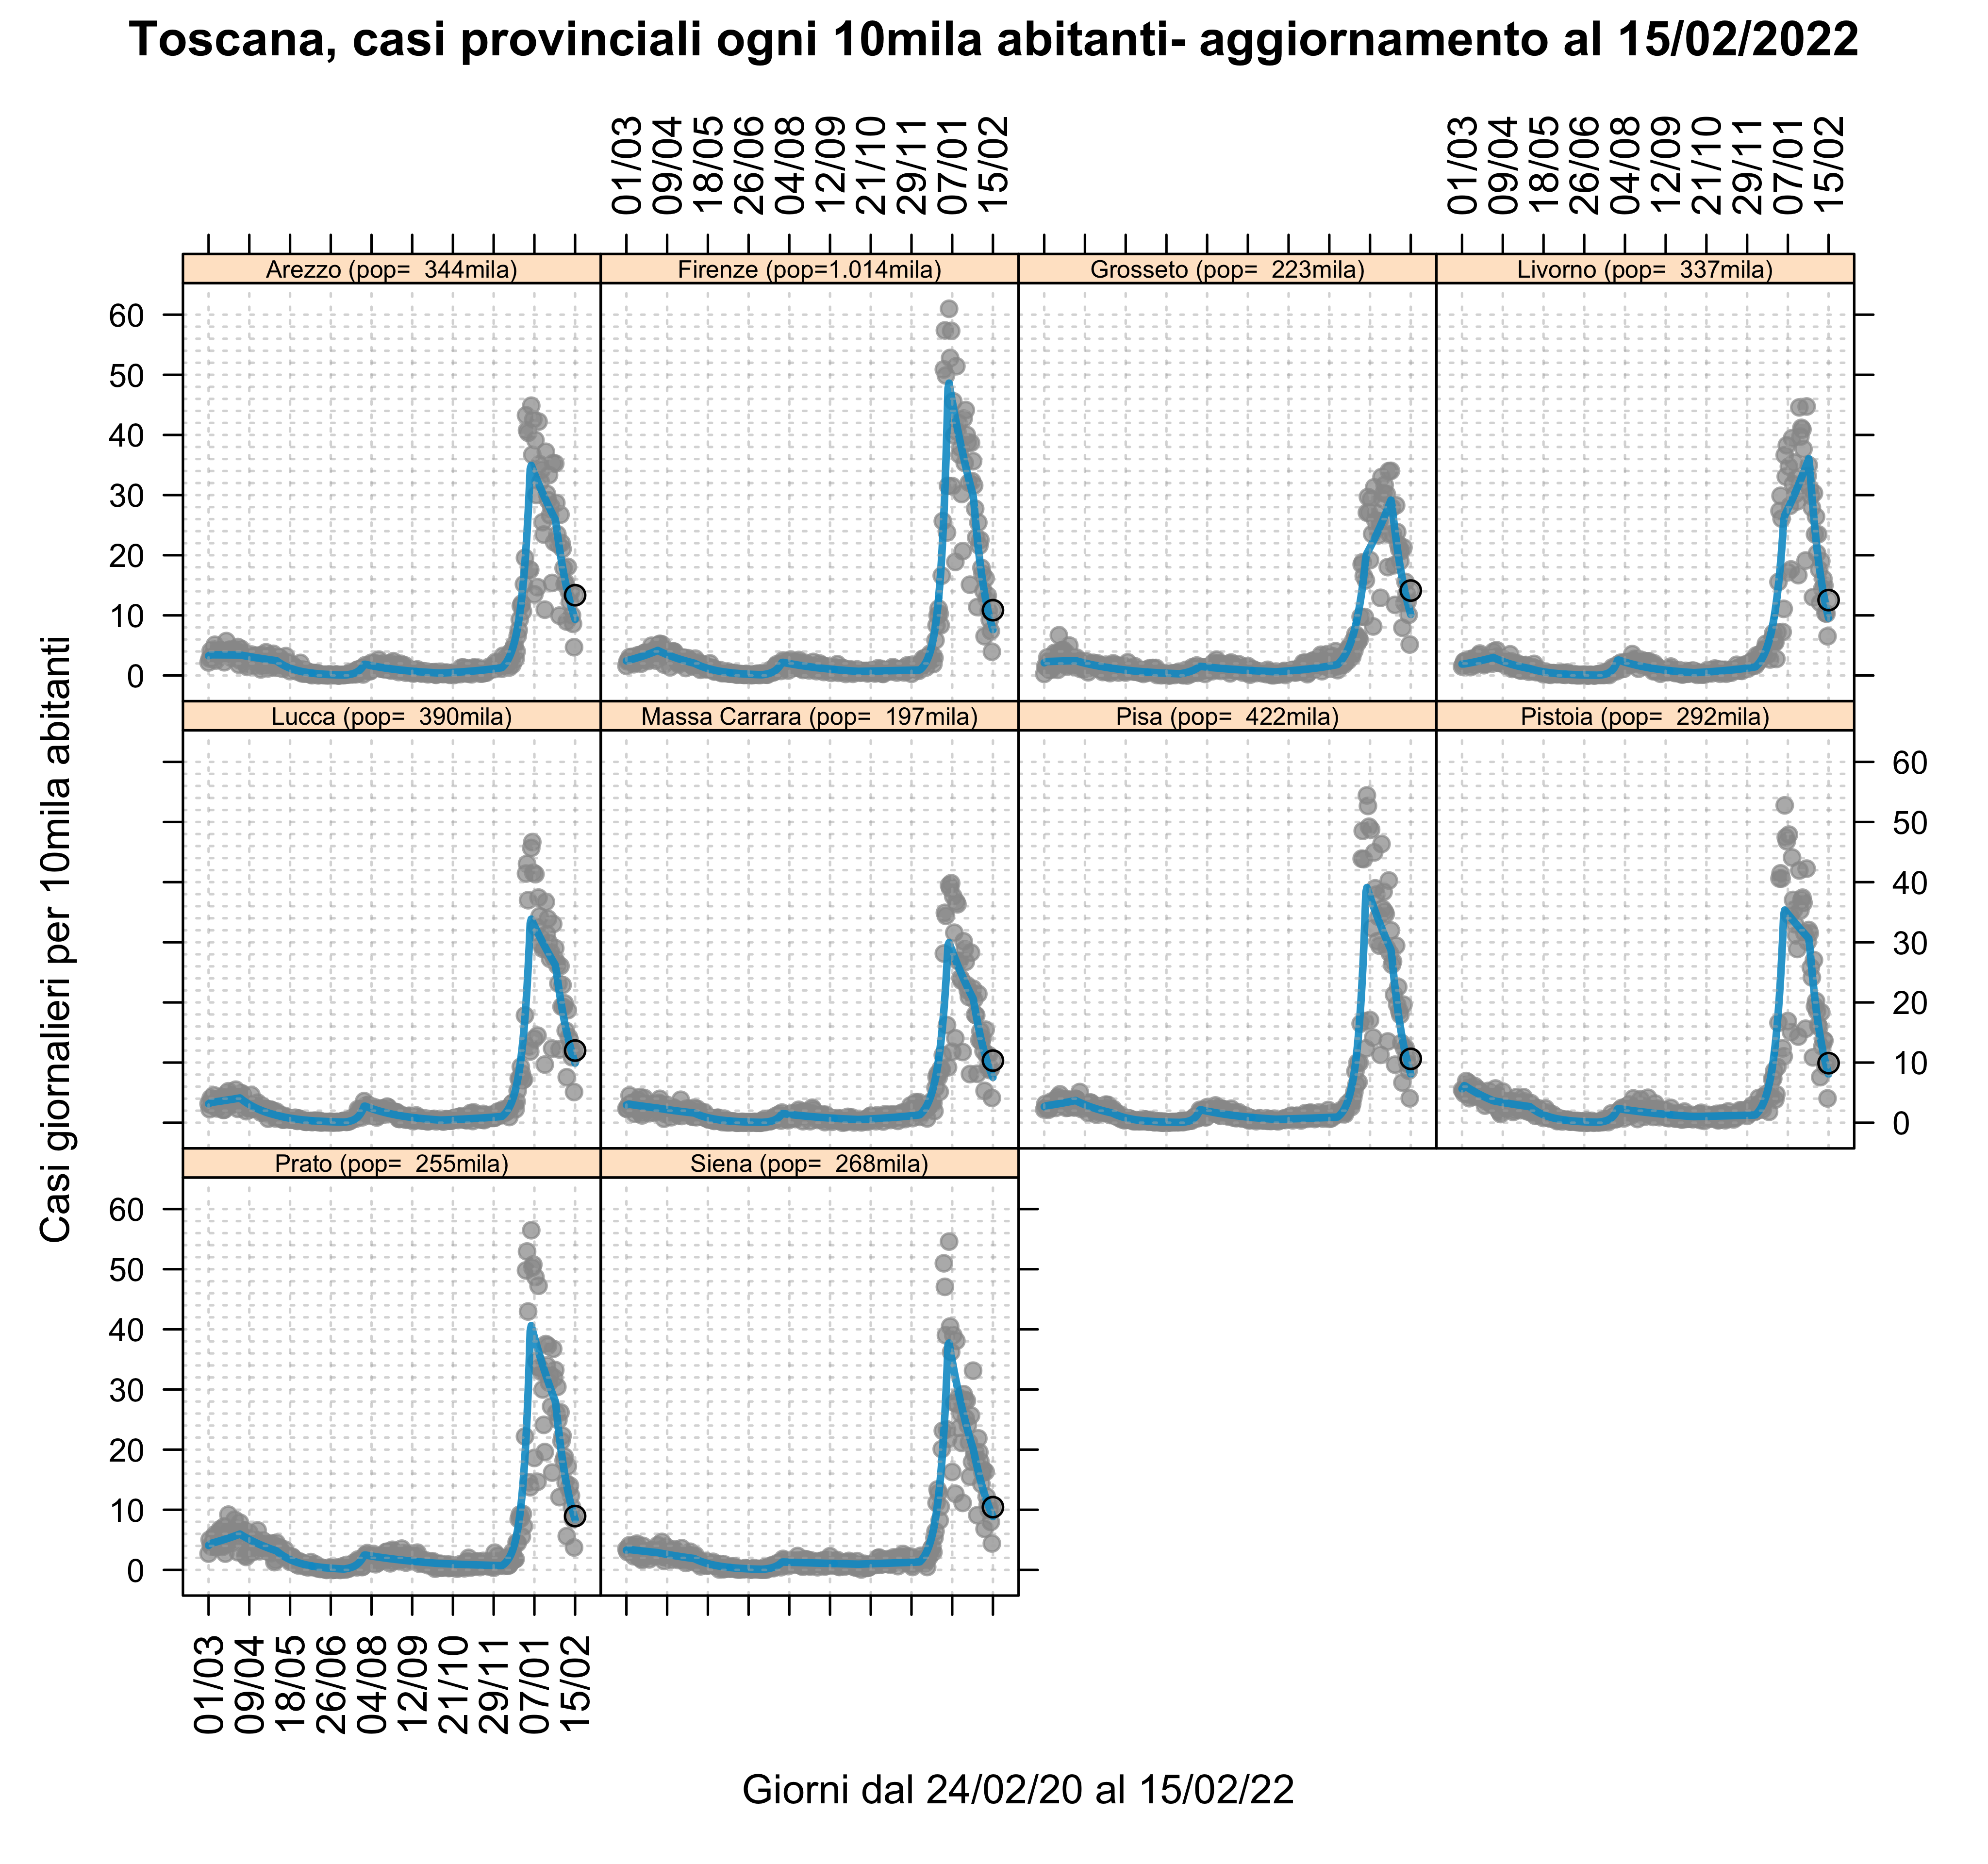 Toscana, casi provinciali ogni 10mila abitanti- aggiornamento al 15/02/2022
01/03 09/04 18/05 26/06 04/08 12/09 21/10 29/11 07/01 15/02
01/03 09/04 18/05 26/06 04/08 12/09 21/10 29/11 07/01 15/02
Arezzo (pop=  344mila)
Firenze (pop=1.014mila)
Grosseto (pop=  223mila)
Livorno (pop=  337mila)
60
50
40
30
20
10
0
Casi giornalieri per 10mila abitanti
Lucca (pop=  390mila)
Massa Carrara (pop=  197mila)
Pisa (pop=  422mila)
Pistoia (pop=  292mila)
60
50
40
30
20
10
0
Prato (pop=  255mila)
Siena (pop=  268mila)
60
50
40
30
20
10
0
01/03 09/04 18/05 26/06 04/08 12/09 21/10 29/11 07/01 15/02
Giorni dal 24/02/20 al 15/02/22